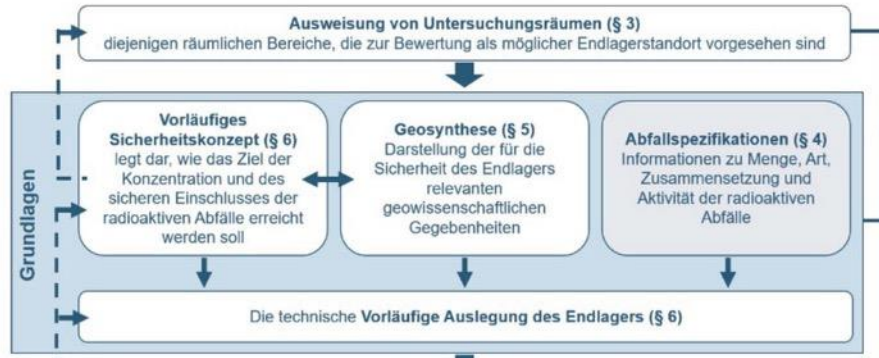 Ausweisung von Untersuchungsräumen (§ 3)
diejenigen räumlichen Bereiche, die zur Bewertung als möglicher Endlagerstandort vorgesehen sind
Grundlagen
Vorläufiges
Sicherheitskonzept (§ 6)
legt dar, wie das Ziel der
Konzentration und des
sicheren Einschlusses der
radioaktiven Abfälle erreicht
werden soll
Geosynthese (§ 5)
Darstellung der für die
Sicherheit des Endlagers
relevanten
geowissenschaftlichen
Gegebenheiten
Abfallspezifikationen (§ 4)
Informationen zu Menge, Art,
Zusammensetzung und
Aktivität der radioaktiven
Abfälle
Die technische Vorläufige Auslegung des Endlagers (§ 6)